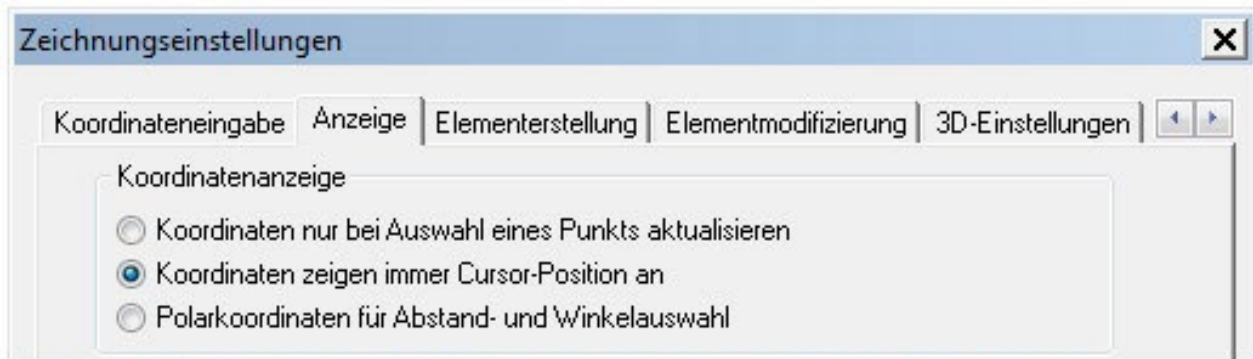 Zeichnungseinstellungen
Koordinateneingabe Anzeige Elementerstellung Elementmodifizierung 3D-Einstellungen
Koordinatenanzeige
Koordinaten nur bei Auswahl eines Punkts aktualisieren
Koordinaten zeigen immer Cursor-Position an
Polarkoordinaten für Abstand- und Winkelauswahl